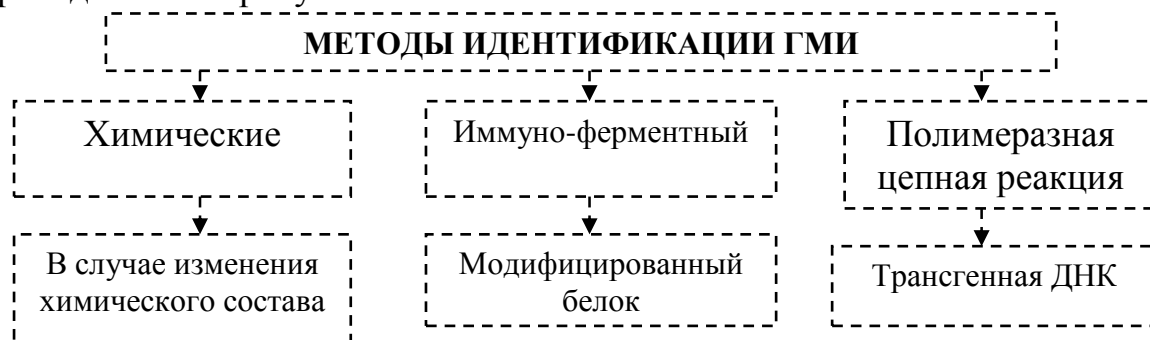 МЕТОДЫ ИДЕНТИФИКАЦИИ ГМИ
Химические
Иммуно-ферментный
Полимеразная
цепная реакция
В случае изменения
химического состава
Модифицированный
белок
Трансгенная ДНК